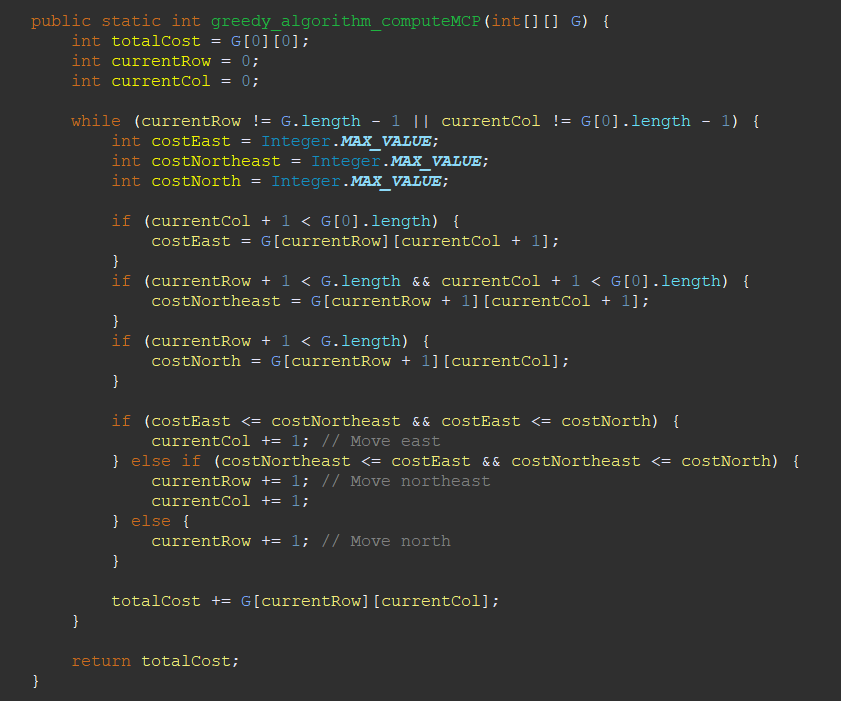 public static int greedy_algorithm_computeMCP(int[][] G) {
    int totalCost = G[0][0];
    int currentRow = 0;
    int currentCol = 0;

    while (currentRow != G.length - 1 || currentCol != G[0].length - 1) {
        int costEast = Integer.MAX_VALUE;
        int costNortheast = Integer.MAX_VALUE;
        int costNorth = Integer.MAX_VALUE;

        if (currentCol + 1 < G[0].length) {
            costEast = G[currentRow][currentCol + 1];
        }
        if (currentRow + 1 < G.length && currentCol + 1 < G[0].length) {
            costNortheast = G[currentRow + 1][currentCol + 1];
        }
        if (currentRow + 1 < G.length) {
            costNorth = G[currentRow + 1][currentCol];
        }

        if (costEast <= costNortheast && costEast <= costNorth) {
            currentCol += 1; // Move east
        } else if (costNortheast <= costEast && costNortheast <= costNorth) {
            currentRow += 1; // Move northeast
            currentCol += 1;
        } else {
            currentRow += 1; // Move north
        }

        totalCost += G[currentRow][currentCol];
    }

    return totalCost;
}